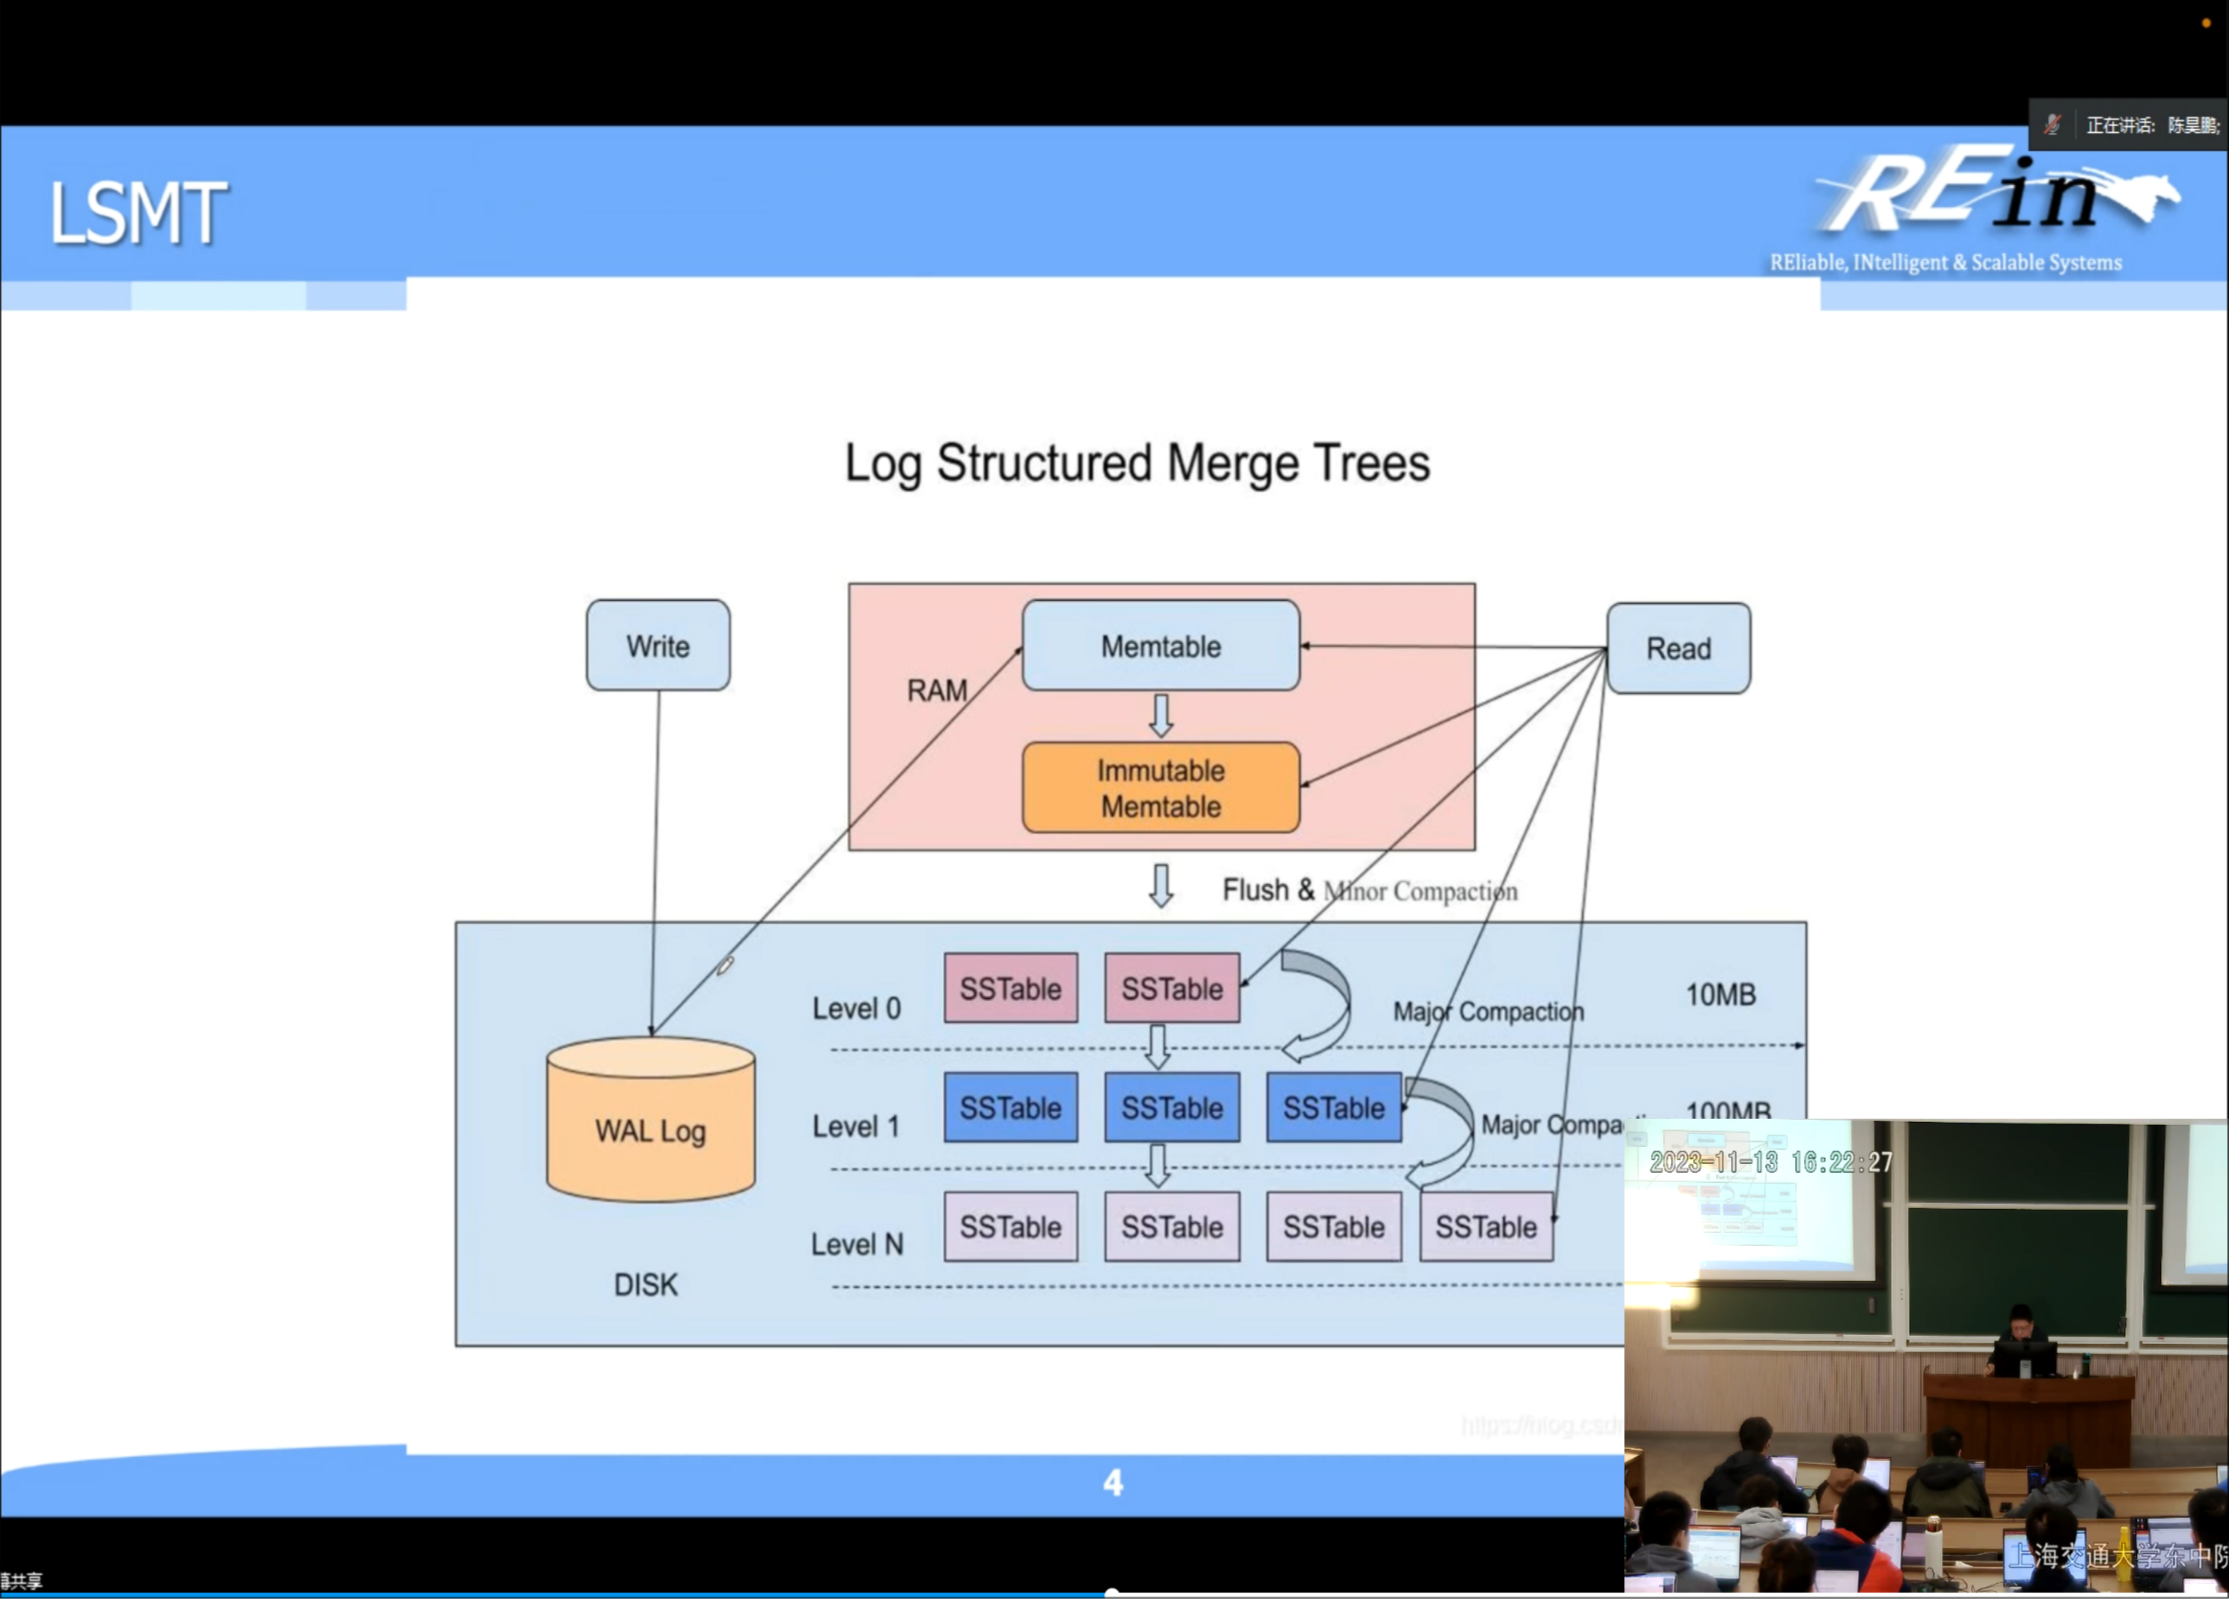 正在讲话: 陈昊鹏;
LSMT
REin
REliable, INtelligent & Scalable Systems
Log Structured Merge Trees
Write
Memtable
Read
RAM
Immutable
Memtable
Flush & Minor Compaction
SSTable SSTable
Level 0
Major Compaction
10MB
SSTable SSTable SSTable
Level 1
Major Compa
100MB
WAL Log
SSTable SSTable SSTable SSTable
Level N
DISK
2023-11-13 16:22:27
https://blog.csd
4
上海交通大学东中院
幕共享